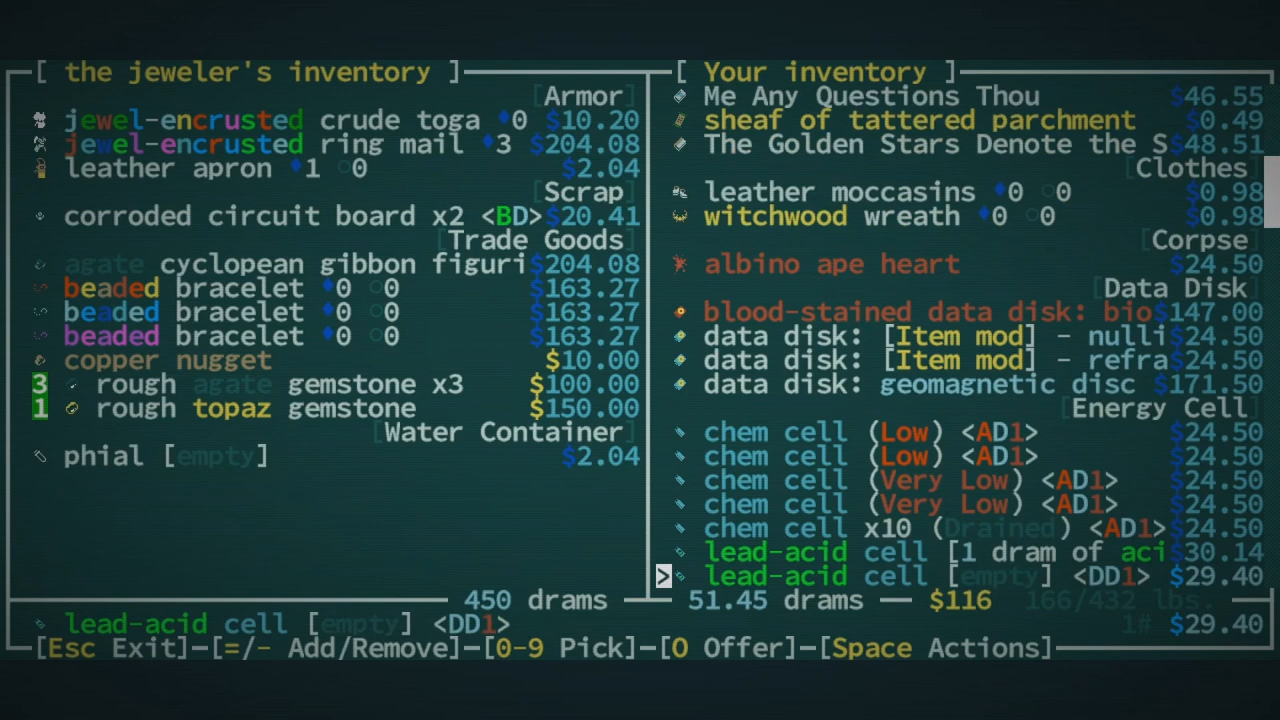 [ the jeweler's inventory ]
[Armor]
jewel-encrusted crude toga ♦0 $10.20
jewel-encrusted ring mail ♦3 $204.08
leather apron ♦1 ○0 $2.04
[Scrap]
corroded circuit board x2 <BD> $20.41
[Trade Goods]
agate cyclopean gibbon figuri $204.08
beaded bracelet ♦0 ○0 $163.27
beaded bracelet ♦0 ○0 $163.27
beaded bracelet ♦0 ○0 $163.27
copper nugget $10.00
3 rough agate gemstone x3 $100.00
1 rough topaz gemstone $150.00
[Water Container]
phial [empty] $2.04
450 drams
[ Your inventory ]
Me Any Questions Thou $46.55
sheaf of tattered parchment $0.49
The Golden Stars Denote the S $48.51
[Clothes]
leather moccasins ♦0 ○0 $0.98
witchwood wreath ♦0 ○0 $0.98
[Corpse]
albino ape heart $24.50
[Data Disk]
blood-stained data disk: bio $147.00
data disk: [Item mod] - nulli $24.50
data disk: [Item mod] - refra $24.50
data disk: geomagnetic disc $171.50
[Energy Cell]
chem cell (Low) <AD1> $24.50
chem cell (Low) <AD1> $24.50
chem cell (Very Low) <AD1> $24.50
chem cell (Very Low) <AD1> $24.50
chem cell x10 (Drained) <AD1> $24.50
lead-acid cell [1 dram of aci $30.14
> lead-acid cell [empty] <DD1> $29.40
51.45 drams — $116 166/432 lbs.
lead-acid cell [empty] <DD1> 1# $29.40
[Esc Exit]—[=/- Add/Remove]—[0-9 Pick]—[O Offer]—[Space Actions]